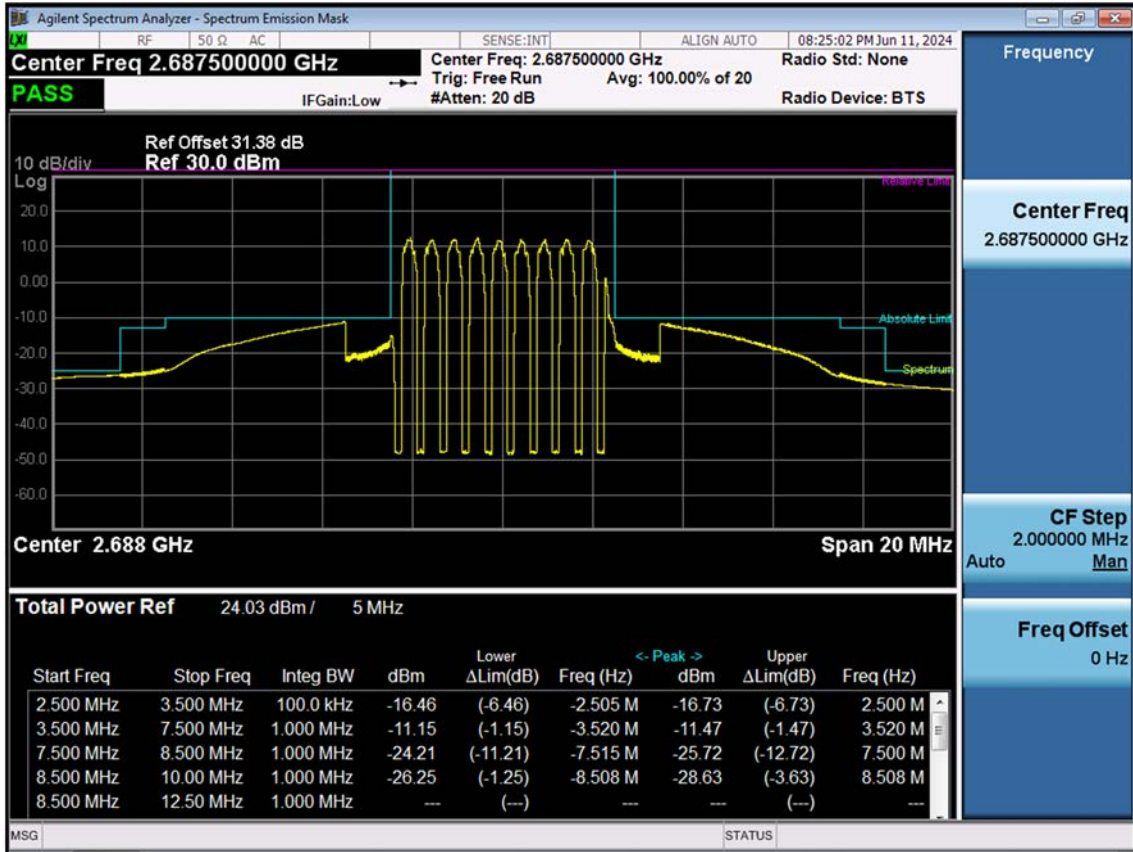 Agilent Spectrum Analyzer - Spectrum Emission Mask
LXI RF 50 Ω AC SENSE:INT ALIGN AUTO 08:25:02 PM Jun 11, 2024
Center Freq 2.687500000 GHz
Center Freq: 2.687500000 GHz Radio Std: None
Trig: Free Run Avg: 100.00% of 20
PASS IFGain:Low #Atten: 20 dB Radio Device: BTS
Ref Offset 31.38 dB
10 dB/div Ref 30.0 dBm
Log
Relative Limit
20.0
10.0
0.00
-10.0
Absolute Limit
-20.0
Spectrum
-30.0
-40.0
-50.0
-60.0
Center 2.688 GHz Span 20 MHz
Total Power Ref 24.03 dBm / 5 MHz
Lower <- Peak -> Upper
Start Freq Stop Freq Integ BW dBm ΔLim(dB) Freq (Hz) dBm ΔLim(dB) Freq (Hz)
2.500 MHz 3.500 MHz 100.0 kHz -16.46 (-6.46) -2.505 M -16.73 (-6.73) 2.500 M
3.500 MHz 7.500 MHz 1.000 MHz -11.15 (-1.15) -3.520 M -11.47 (-1.47) 3.520 M
7.500 MHz 8.500 MHz 1.000 MHz -24.21 (-11.21) -7.515 M -25.72 (-12.72) 7.500 M
8.500 MHz 10.00 MHz 1.000 MHz -26.25 (-1.25) -8.508 M -28.63 (-3.63) 8.508 M
8.500 MHz 12.50 MHz 1.000 MHz --- (---) --- --- (---) ---
MSG STATUS
Frequency
Center Freq
2.687500000 GHz
CF Step
2.000000 MHz
Auto Man
Freq Offset
0 Hz